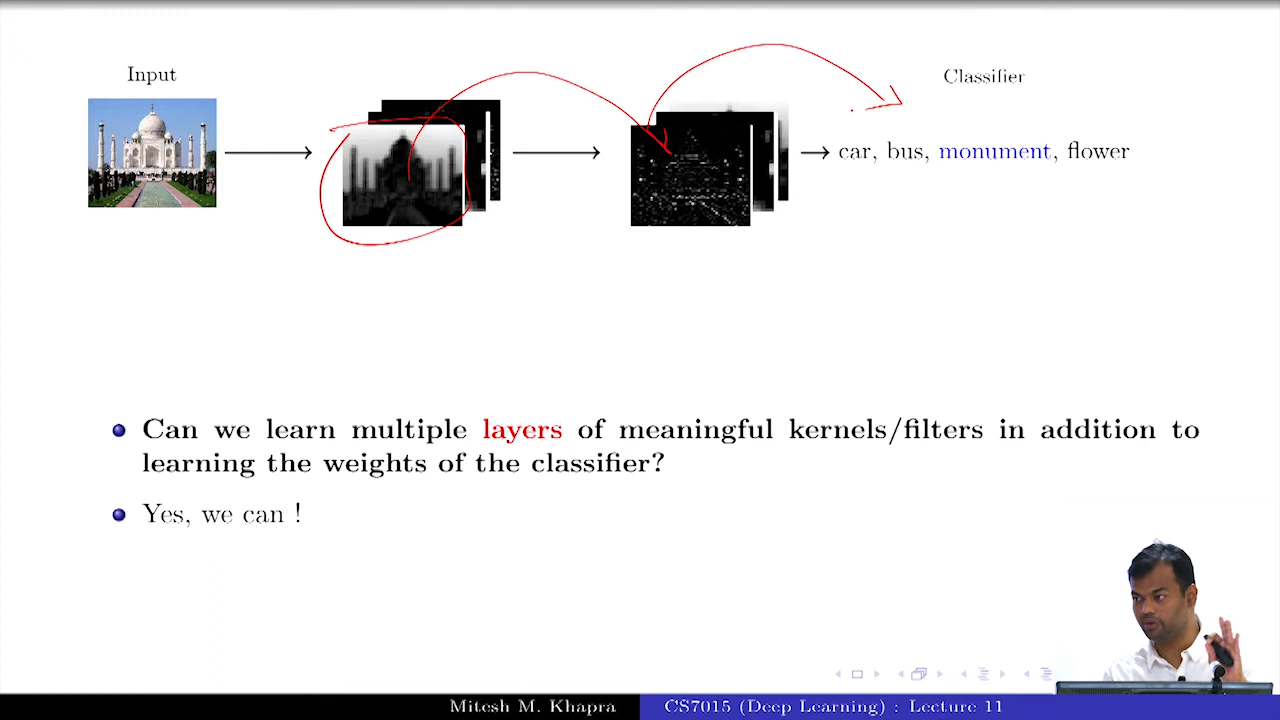 Input
Classifier
car, bus, monument, flower
Can we learn multiple layers of meaningful kernels/filters in addition to
learning the weights of the classifier?
Yes, we can !
Mitesh M. Khapra
CS7015 (Deep Learning) : Lecture 11